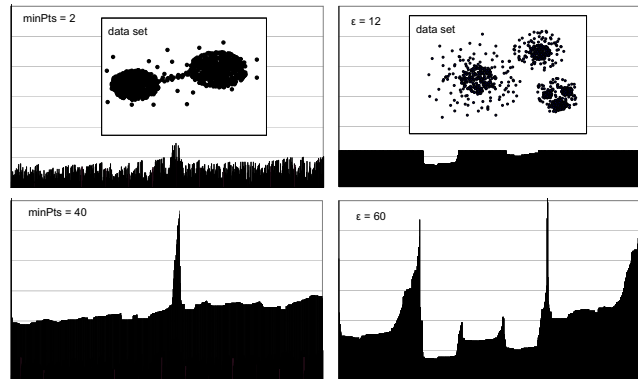 minPts = 2
data set
ε = 12
data set
minPts = 40
ε = 60